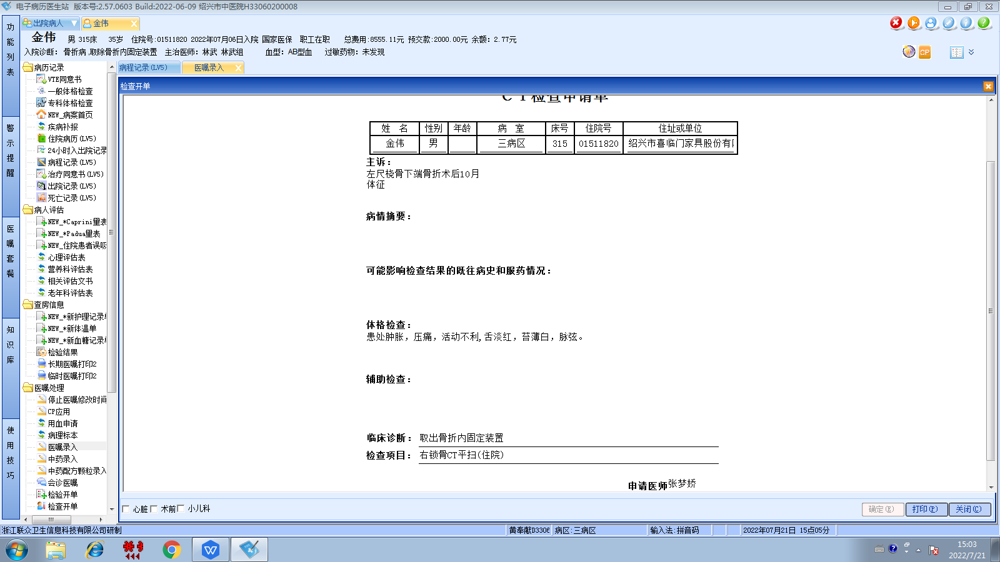 电子病历医生站 版本号:2.57.0603 Build:2022-06-09 绍兴市中医院H33060200008
功能列表
警示提醒
医嘱套餐
知识库
使用技巧
出院病人
金伟
金伟 男 315床 35岁 住院号:01511820 2022年07月06日入院 国家医保 职工在职 总费用:8555.11元 预交款:2000.00元 余额: 2.77元
入院诊断: 骨折病,取除骨折内固定装置 主治医师: 林武 林武组 血型: AB型血 过敏药物: 未发现
CP
病历记录
VTE同意书
一般体格检查
专科体格检查
NEW_病案首页
疾病补报
住院病历(LV5)
24小时入出院记录
病程记录(LV5)
治疗同意书(LV5)
出院记录(LV5)
死亡记录(LV5)
病人评估
NEW_*Caprini量表
NEW_*Padua量表
NEW_住院患者误吸
心理评估表
营养科评估表
相关评估文书
老年科评估表
查房信息
NEW_*新护理记录单
NEW_*新体温单
NEW_*新血糖记录单
检验结果
长期医嘱打印2
临时医嘱打印2
医嘱处理
停止医嘱修改时间
CP应用
用血申请
病理标本
医嘱录入
中药录入
中药配方颗粒录入
会诊医嘱
检验开单
检查开单
病程记录(LV5)
医嘱录入
检查开单
CT检查申请单
姓 名 性别 年龄 病 室 床号 住院号 住址或单位
金伟 男 三病区 315 01511820 绍兴市喜临门家具股份有
主诉:
左尺桡骨下端骨折术后10月
体征
病情摘要:
可能影响检查结果的既往病史和服药情况:
体格检查:
患处肿胀，压痛，活动不利,舌淡红，苔薄白，脉弦。
辅助检查:
临床诊断: 取出骨折内固定装置
检查项目: 右锁骨CT平扫(住院)
申请医师张梦娇
心脏 术前 小儿科
确定(E) 打印(P) 关闭(C)
浙江联众卫生信息科技有限公司研制 黄奉献D3306 病区:三病区 输入法:拼音码 2022年07月21日 15点05分
15:03
2022/7/21